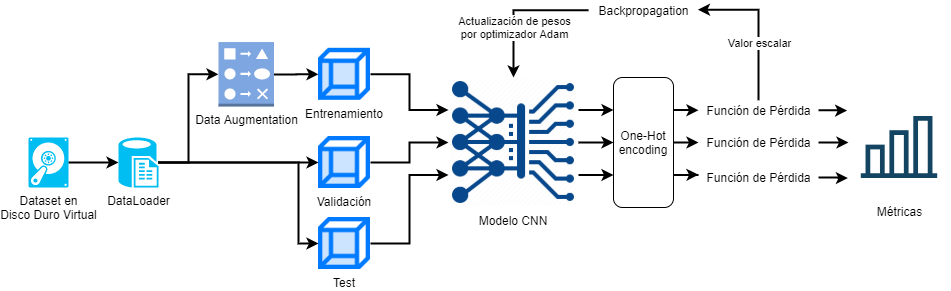 Actualización de pesos
por optimizador Adam
Backpropagation
Valor escalar
Data Augmentation
Entrenamiento
One-Hot
encoding
Función de Pérdida
Función de Pérdida
Función de Pérdida
Dataset en
Disco Duro Virtual
DataLoader
Validación
Modelo CNN
Métricas
Test